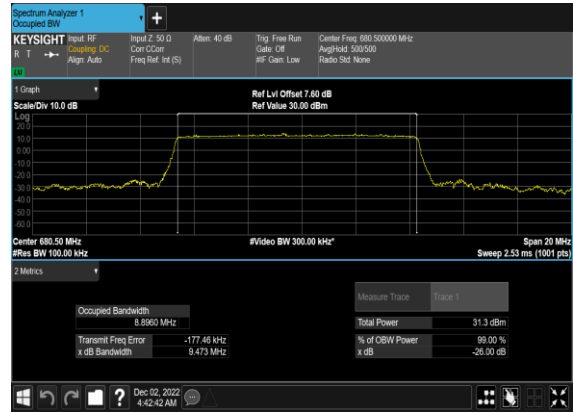 Spectrum Analyzer 1
Occupied BW
+
KEYSIGHT
R T
LW
Input: RF
Coupling: DC
Align: Auto
Input Z: 50 Ω
Corr CCorr
Freq Ref: Int (S)
Atten: 40 dB
Trig: Free Run
Gate: Off
#IF Gain: Low
Center Freq: 680.500000 MHz
Avg|Hold: 500/500
Radio Std: None
1 Graph
Scale/Div 10.0 dB
Ref Lvl Offset 7.60 dB
Ref Value 30.00 dBm
Log
20.0
10.0
0.00
-10.0
-20.0
-30.0
-40.0
-50.0
-60.0
Center 680.50 MHz
#Res BW 100.00 kHz
#Video BW 300.00 kHz*
Span 20 MHz
Sweep 2.53 ms (1001 pts)
2 Metrics
Measure Trace Trace 1
Occupied Bandwidth
8.8960 MHz
Total Power 31.3 dBm
Transmit Freq Error -177.46 kHz
x dB Bandwidth 9.473 MHz
% of OBW Power 99.00 %
x dB -26.00 dB
?
Dec 02, 2022
4:42:42 AM